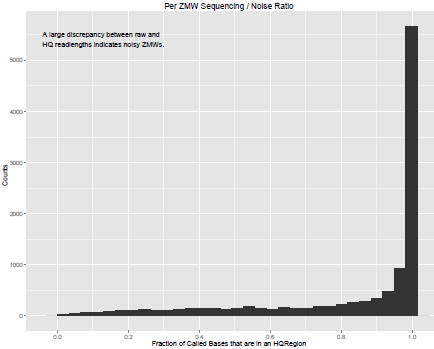 Per ZMW Sequencing / Noise Ratio
A large discrepancy between raw and
HQ readlengths indicates noisy ZMWs.
5000
4000
3000
2000
1000
0
Counts
0.0 0.2 0.4 0.6 0.8 1.0
Fraction of Called Bases that are in an HQRegion